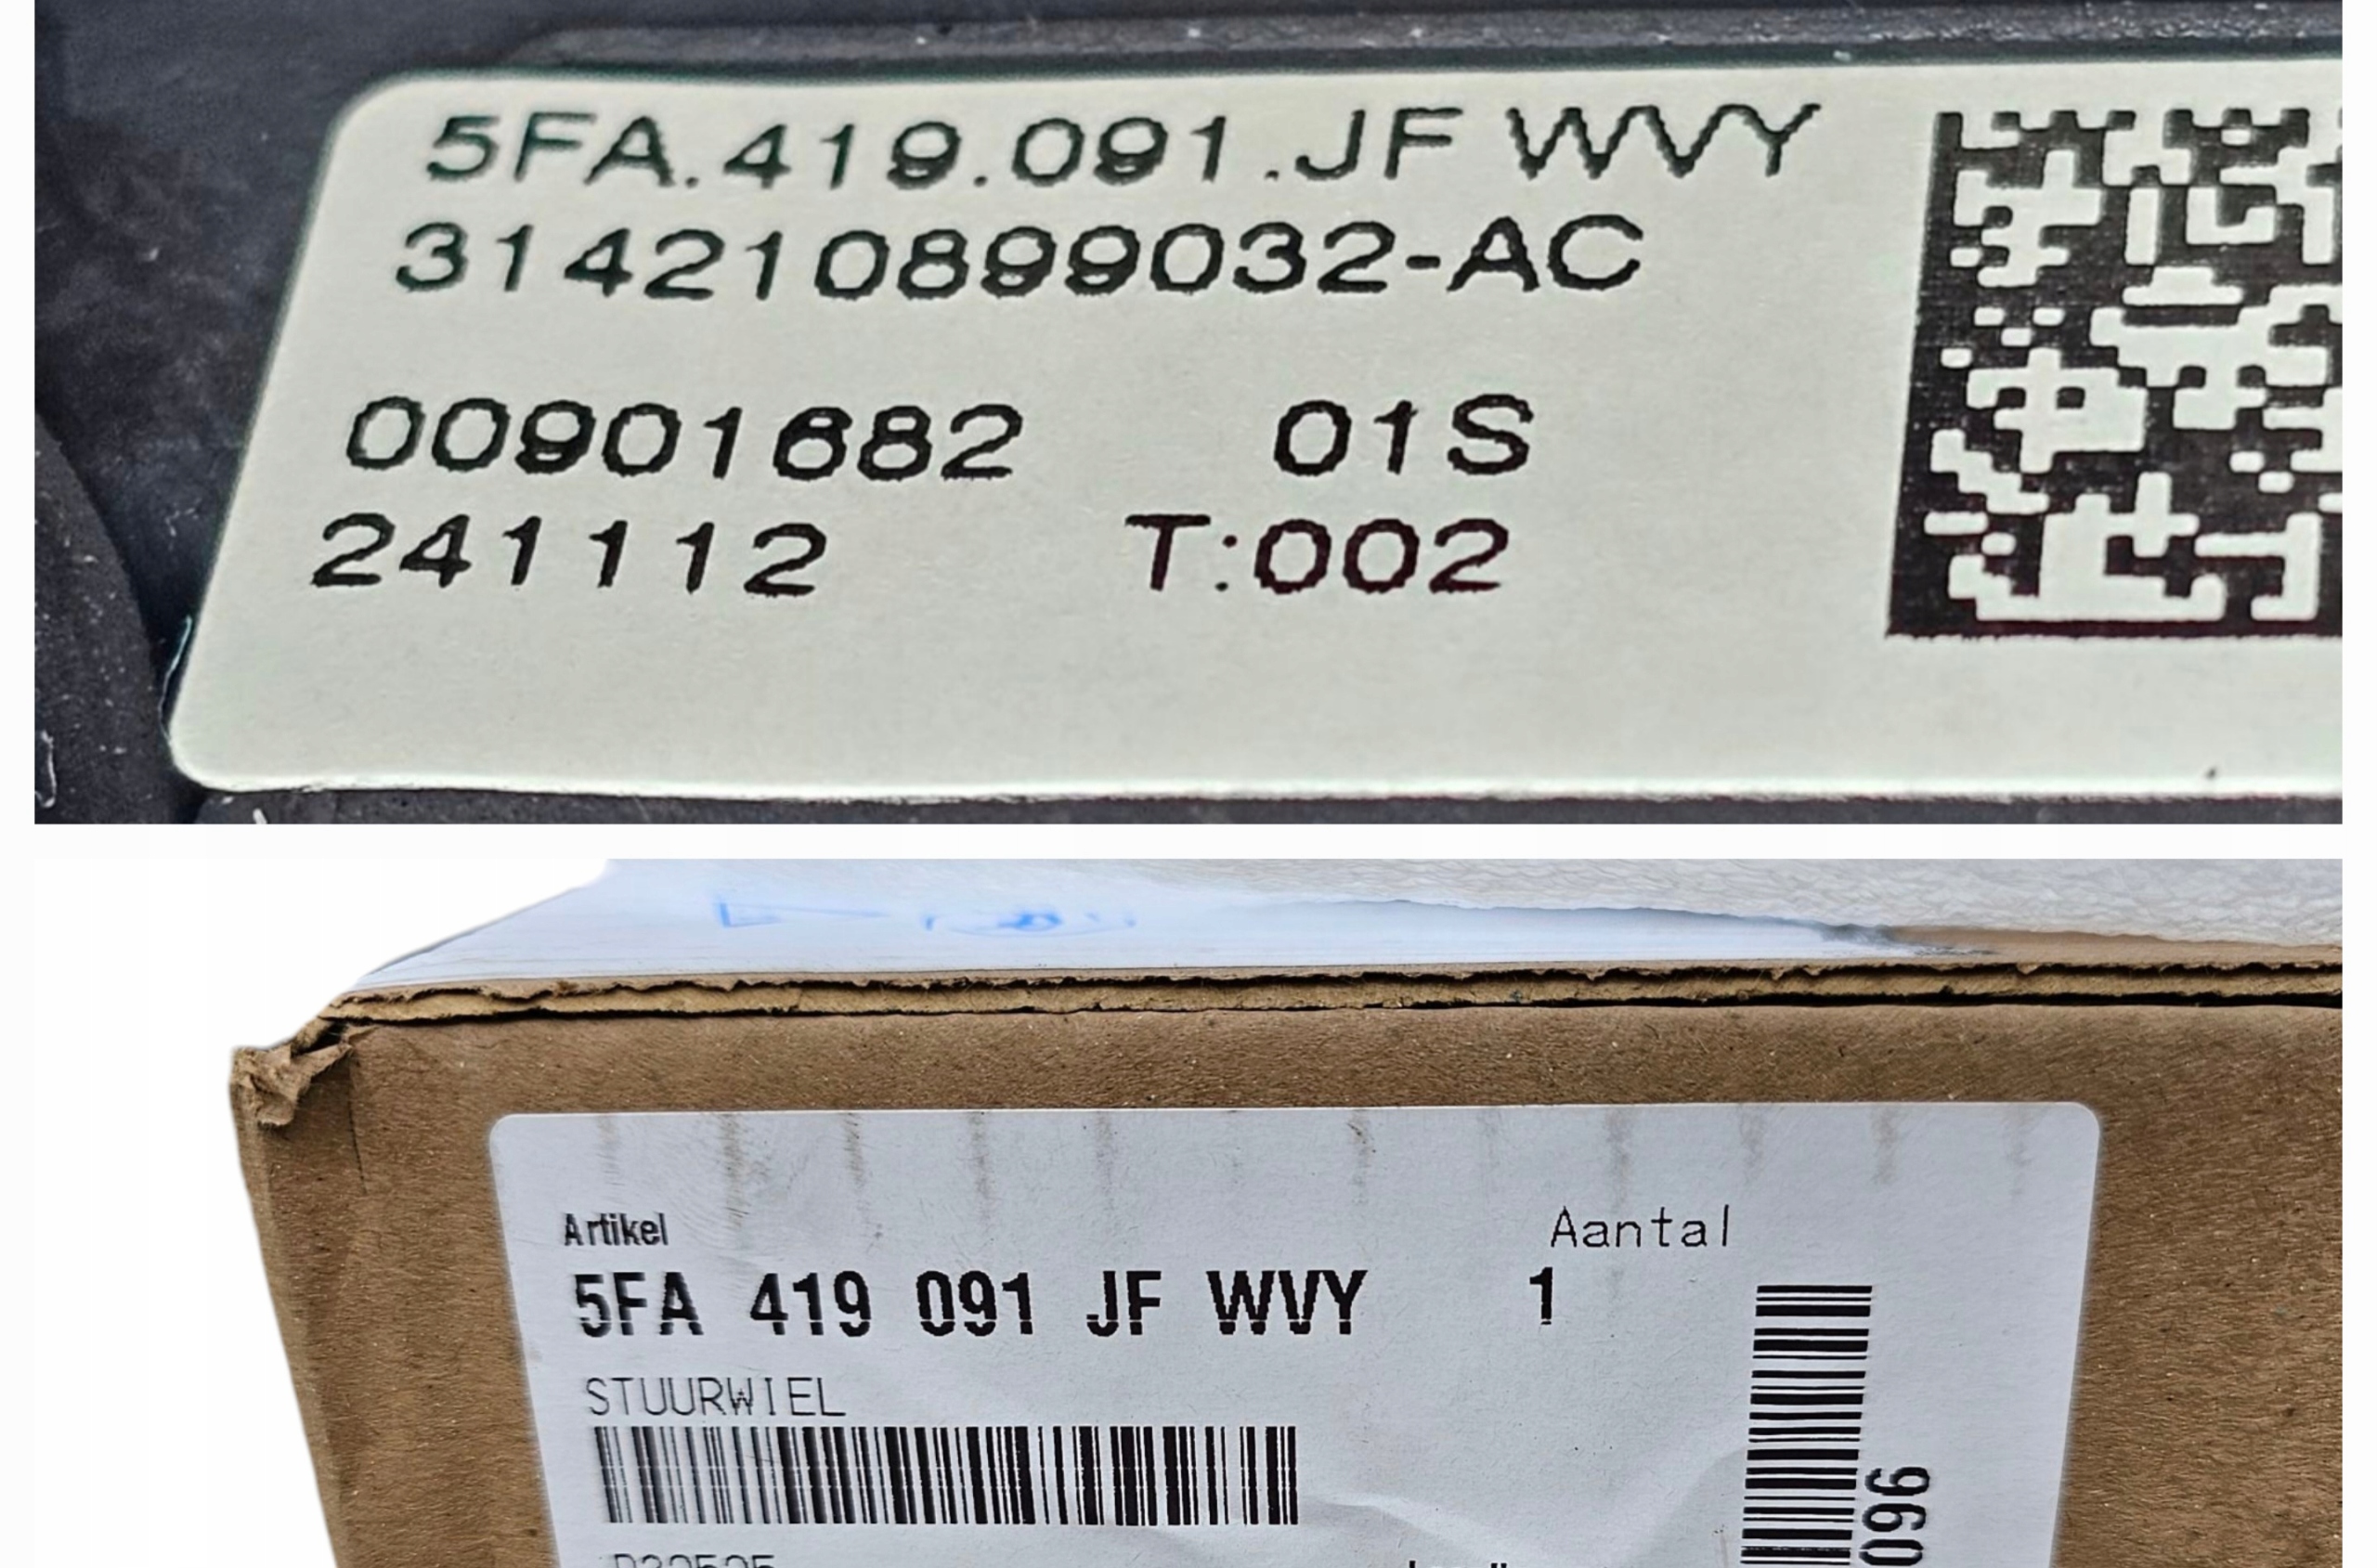 5FA.419.091.JF WVY
314210899032-AC
00901682 01S
241112 T:002
Artikel Aantal
5FA 419 091 JF WVY 1
STUURWIEL
096